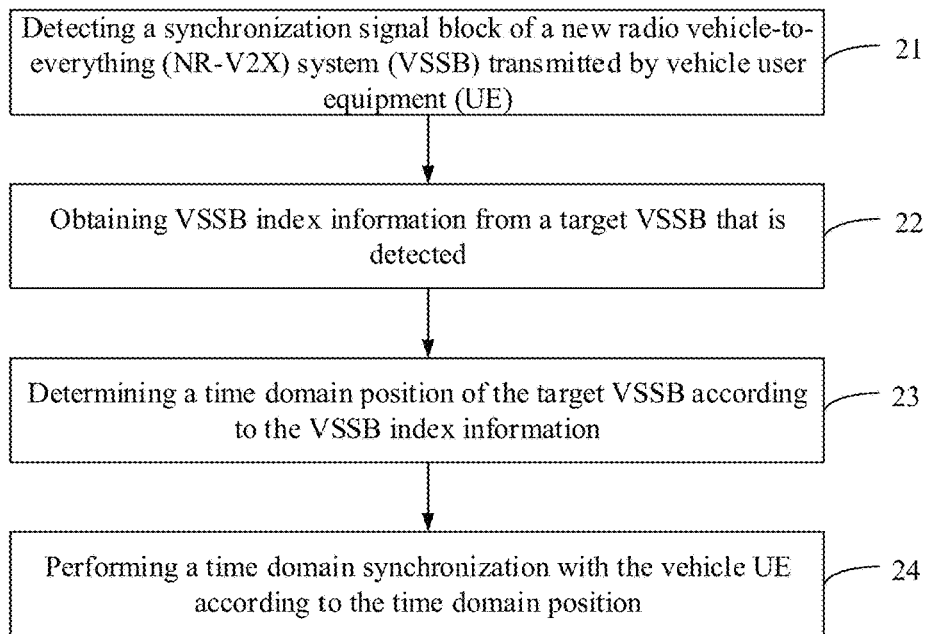 Detecting a synchronization signal block of a new radio vehicle-to-
everything (NR-V2X) system (VSSB) transmitted by vehicle user
equipment (UE)
21
Obtaining VSSB index information from a target VSSB that is
detected
22
Determining a time domain position of the target VSSB according
to the VSSB index information
23
Performing a time domain synchronization with the vehicle UE
according to the time domain position
24